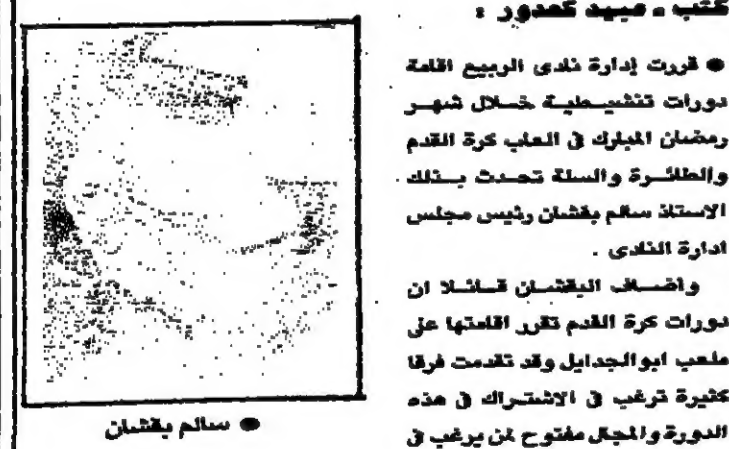 كتب ـ عبيد كعدور :
● قررت إدارة نادى الربيع اقامة
دورات تنشيطية خلال شهر
رمضان المبارك في العاب كرة القدم
والطائرة والسلة تحدث بذلك
الاستاذ سالم بقشان رئيس مجلس
ادارة النادى .
واضاف البقشان قائلا ان
دورات كرة القدم تقرر اقامتها على
ملعب ابو الجدايل وقد تقدمت فرقا
كثيرة ترغب في الاشتراك في هذه
الدورة والمجال مفتوح لمن يرغب في
● سالم بقشان